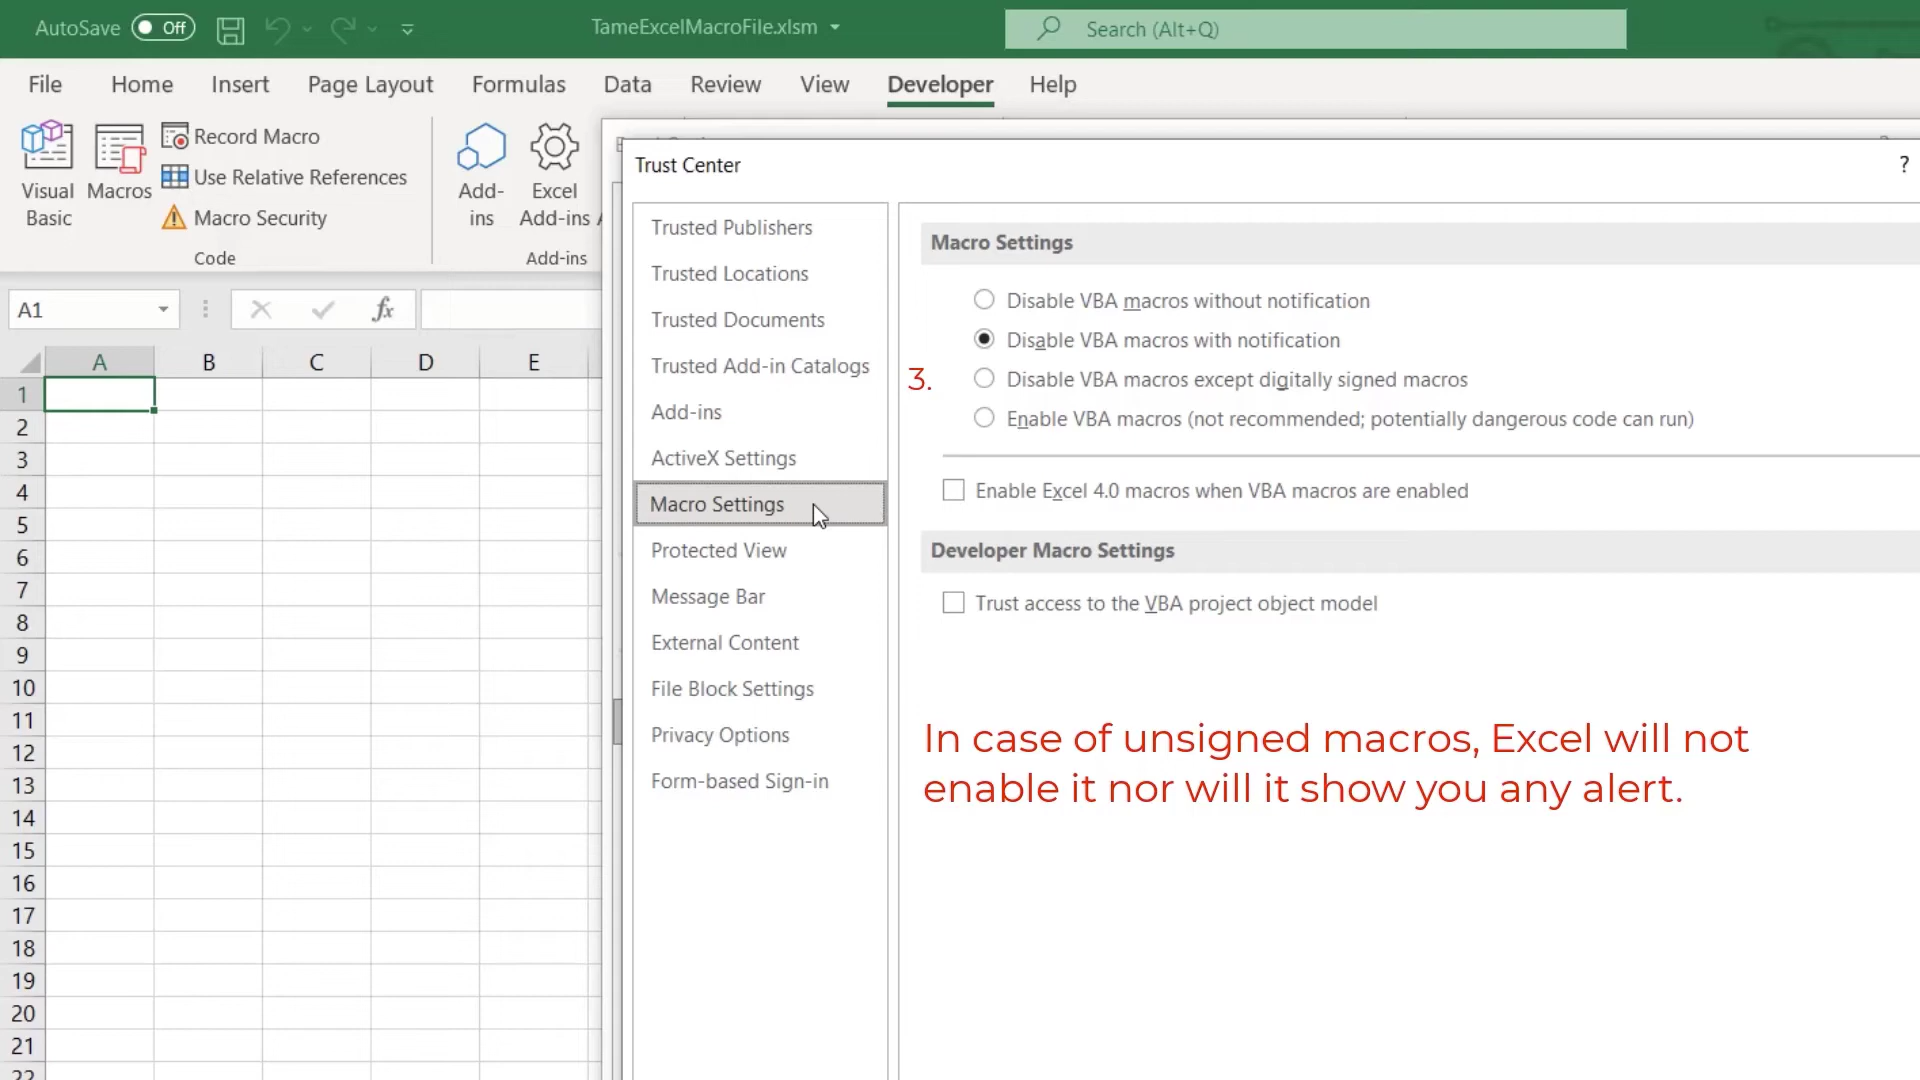 AutoSave Off TameExcelMacroFile.xlsm Search (Alt+Q)
File Home Insert Page Layout Formulas Data Review View Developer Help
Visual Basic
Macros
Record Macro
Use Relative References
Macro Security
Code
Add-ins
Excel Add-ins
Add-ins
A1
fx
A B C D E
1
2
3
4
5
6
7
8
9
10
11
12
13
14
15
16
17
18
19
20
21
22
Trust Center ?
Trusted Publishers
Trusted Locations
Trusted Documents
Trusted Add-in Catalogs
Add-ins
ActiveX Settings
Macro Settings
Protected View
Message Bar
External Content
File Block Settings
Privacy Options
Form-based Sign-in
Macro Settings
Disable VBA macros without notification
Disable VBA macros with notification
3. Disable VBA macros except digitally signed macros
Enable VBA macros (not recommended; potentially dangerous code can run)
Enable Excel 4.0 macros when VBA macros are enabled
Developer Macro Settings
Trust access to the VBA project object model
In case of unsigned macros, Excel will not
enable it nor will it show you any alert.